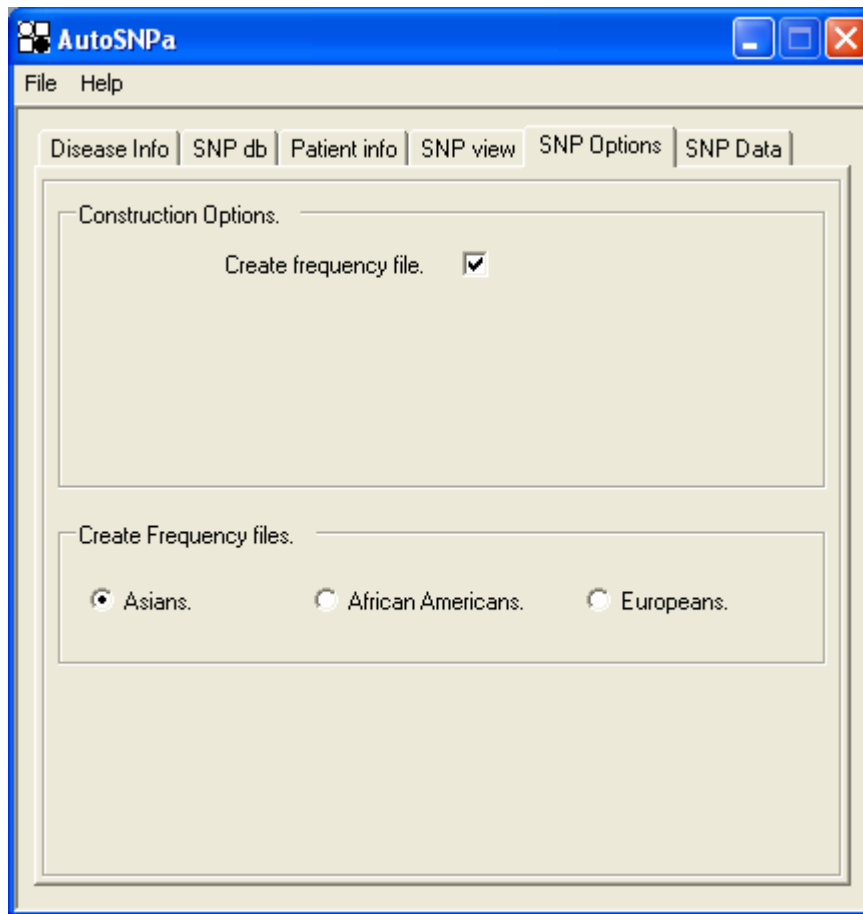 AutoSNPa
File Help
Disease Info SNP db Patient info SNP view SNP Options SNP Data
Construction Options.
Create frequency file.
Create Frequency files.
Asians. African Americans. Europeans.